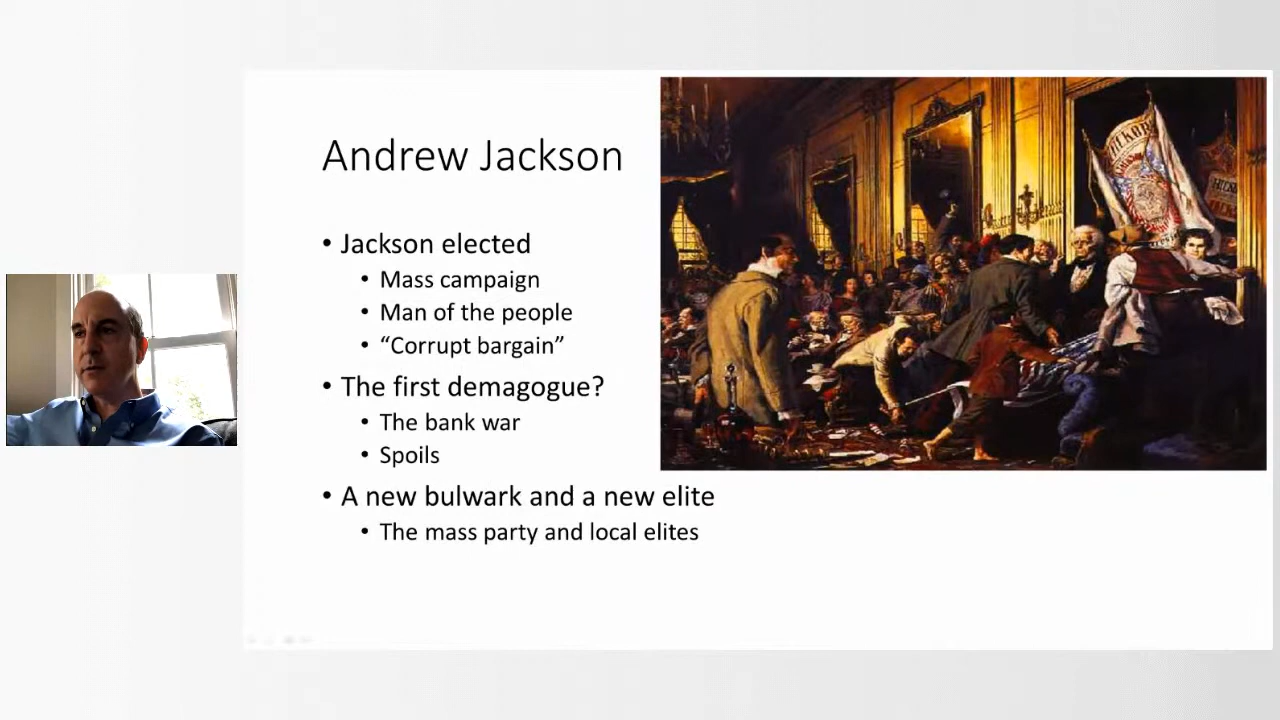 Andrew Jackson
• Jackson elected
• Mass campaign
• Man of the people
• “Corrupt bargain”
• The first demagogue?
• The bank war
• Spoils
• A new bulwark and a new elite
• The mass party and local elites